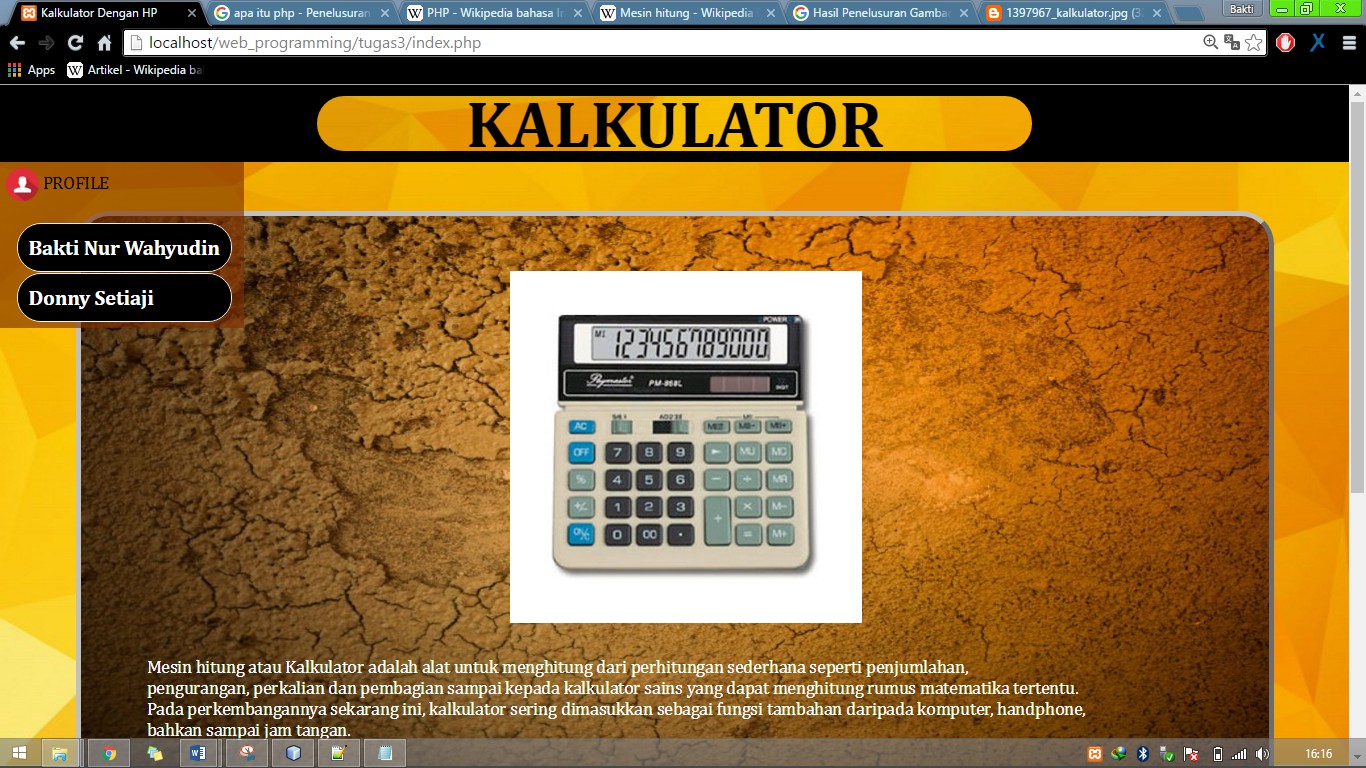 Kalkulator Dengan HP
apa itu php - Penelusuran
PHP - Wikipedia bahasa In
Mesin hitung - Wikipedia
Hasil Penelusuran Gamba
1397967_kalkulator.jpg (3
Bakti
localhost/web_programming/tugas3/index.php
Apps
Artikel - Wikipedia ba
KALKULATOR
PROFILE
Bakti Nur Wahyudin
Donny Setiaji
POWER
MI
123456789000
PM-968L
AC
OFF 7 8 9 MU MC
% 4 5 6 − ÷ MR
+/− 1 2 3 + × M−
0 00 . = M+
Mesin hitung atau Kalkulator adalah alat untuk menghitung dari perhitungan sederhana seperti penjumlahan,
pengurangan, perkalian dan pembagian sampai kepada kalkulator sains yang dapat menghitung rumus matematika tertentu.
Pada perkembangannya sekarang ini, kalkulator sering dimasukkan sebagai fungsi tambahan daripada komputer, handphone,
bahkan sampai jam tangan.
16:16